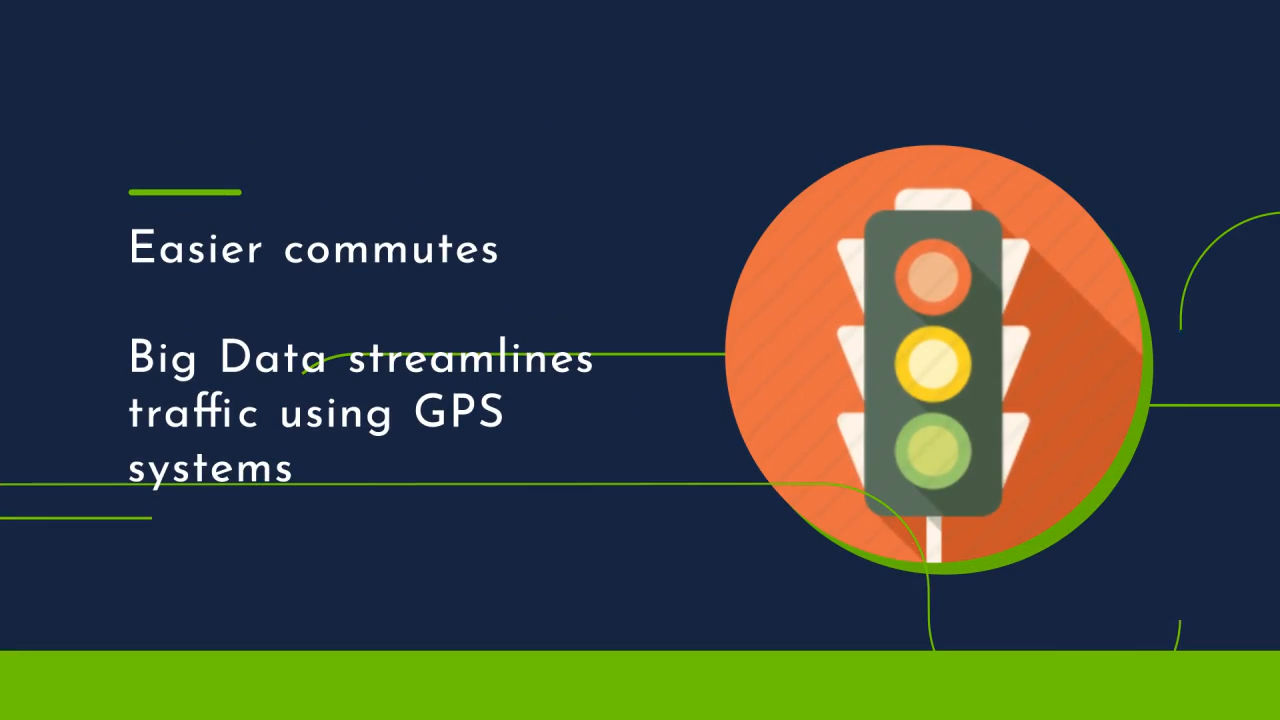 Easier commutes
Big Data streamlines
traffic using GPS
systems